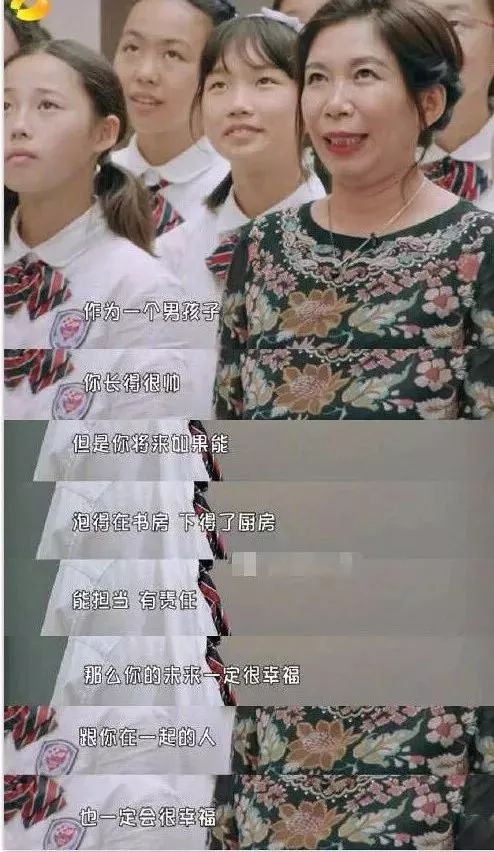 作为一个男孩子
你长得很帅
但是你将来如果能
泡得在书房 下得了厨房
能担当 有责任
那么你的未来一定很幸福
跟你在一起的人
也一定会很幸福